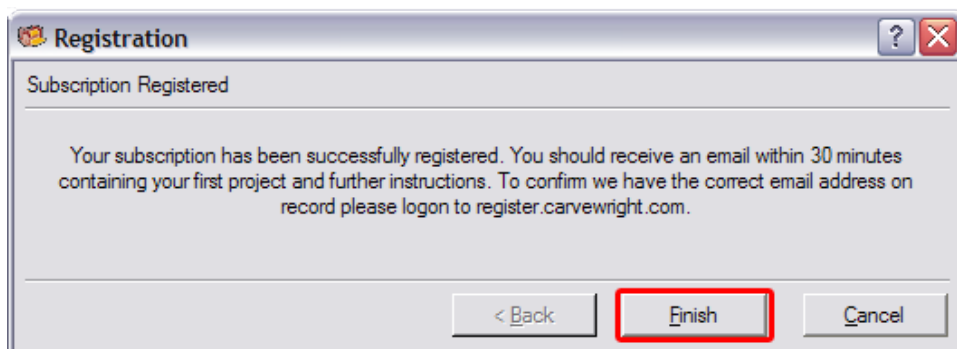 Registration
Subscription Registered
Your subscription has been successfully registered. You should receive an email within 30 minutes
containing your first project and further instructions. To confirm we have the correct email address on
record please logon to register.carvewright.com.
< Back
Finish
Cancel